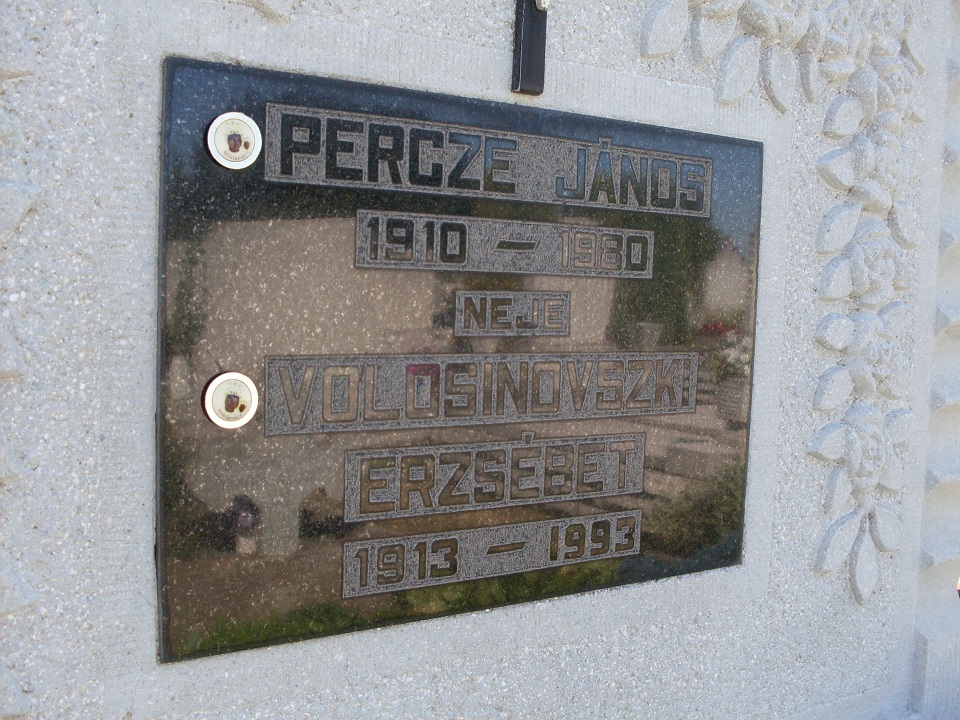 PERCZE JÁNOS
1910 – 1980
NEJE
VOLOSINOVSZKI
ERZSÉBET
1913 – 1993